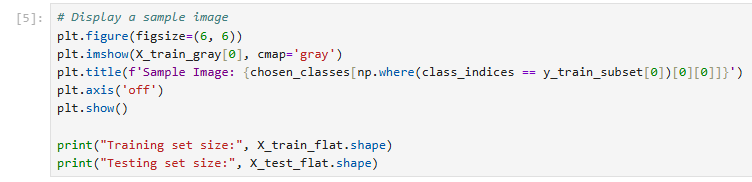 [5]: # Display a sample image
plt.figure(figsize=(6, 6))
plt.imshow(X_train_gray[0], cmap='gray')
plt.title(f'Sample Image: {chosen_classes[np.where(class_indices == y_train_subset[0])[0][0]]}')
plt.axis('off')
plt.show()

print("Training set size:", X_train_flat.shape)
print("Testing set size:", X_test_flat.shape)